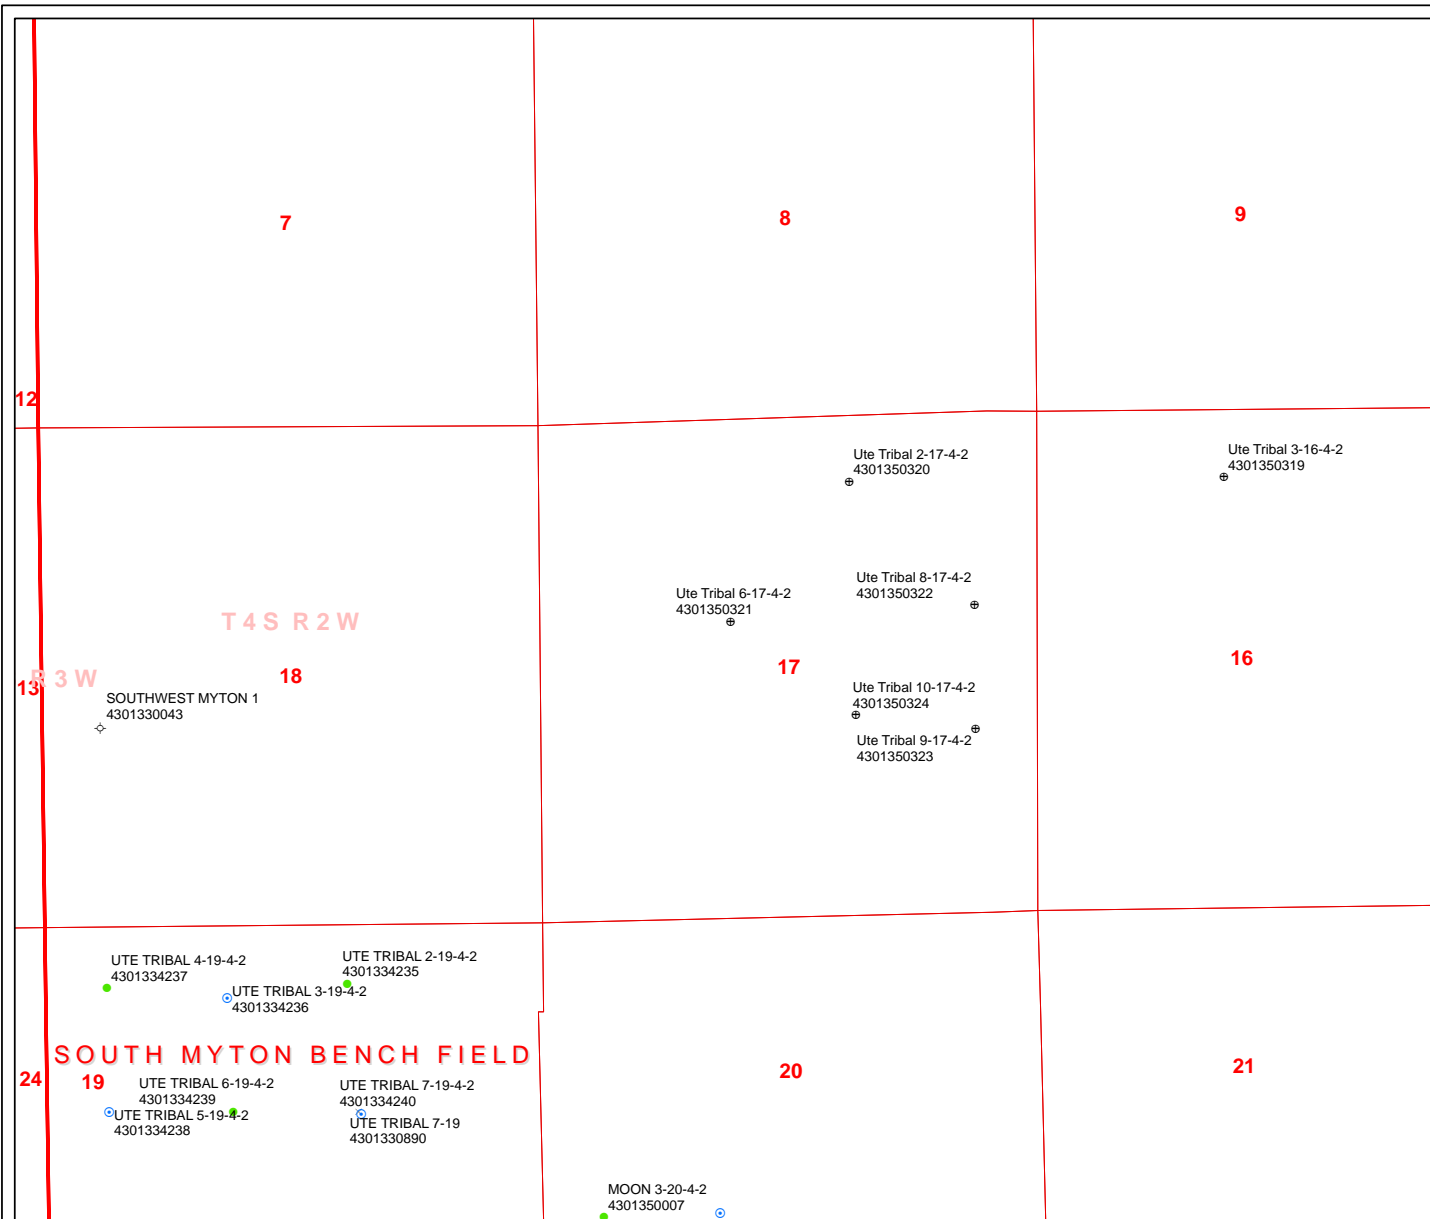 7
8
9
12
Ute Tribal 2-17-4-2
4301350320
Ute Tribal 3-16-4-2
4301350319
Ute Tribal 8-17-4-2
4301350322
Ute Tribal 6-17-4-2
4301350321
T4S R2W
R3W
13
18
17
16
SOUTHWEST MYTON 1
4301330043
Ute Tribal 10-17-4-2
4301350324
Ute Tribal 9-17-4-2
4301350323
UTE TRIBAL 4-19-4-2
4301334237
UTE TRIBAL 2-19-4-2
4301334235
UTE TRIBAL 3-19-4-2
4301334236
SOUTH MYTON BENCH FIELD
24
19
20
21
UTE TRIBAL 6-19-4-2
4301334239
UTE TRIBAL 7-19-4-2
4301334240
UTE TRIBAL 5-19-4-2
4301334238
UTE TRIBAL 7-19
4301330890
MOON 3-20-4-2
4301350007